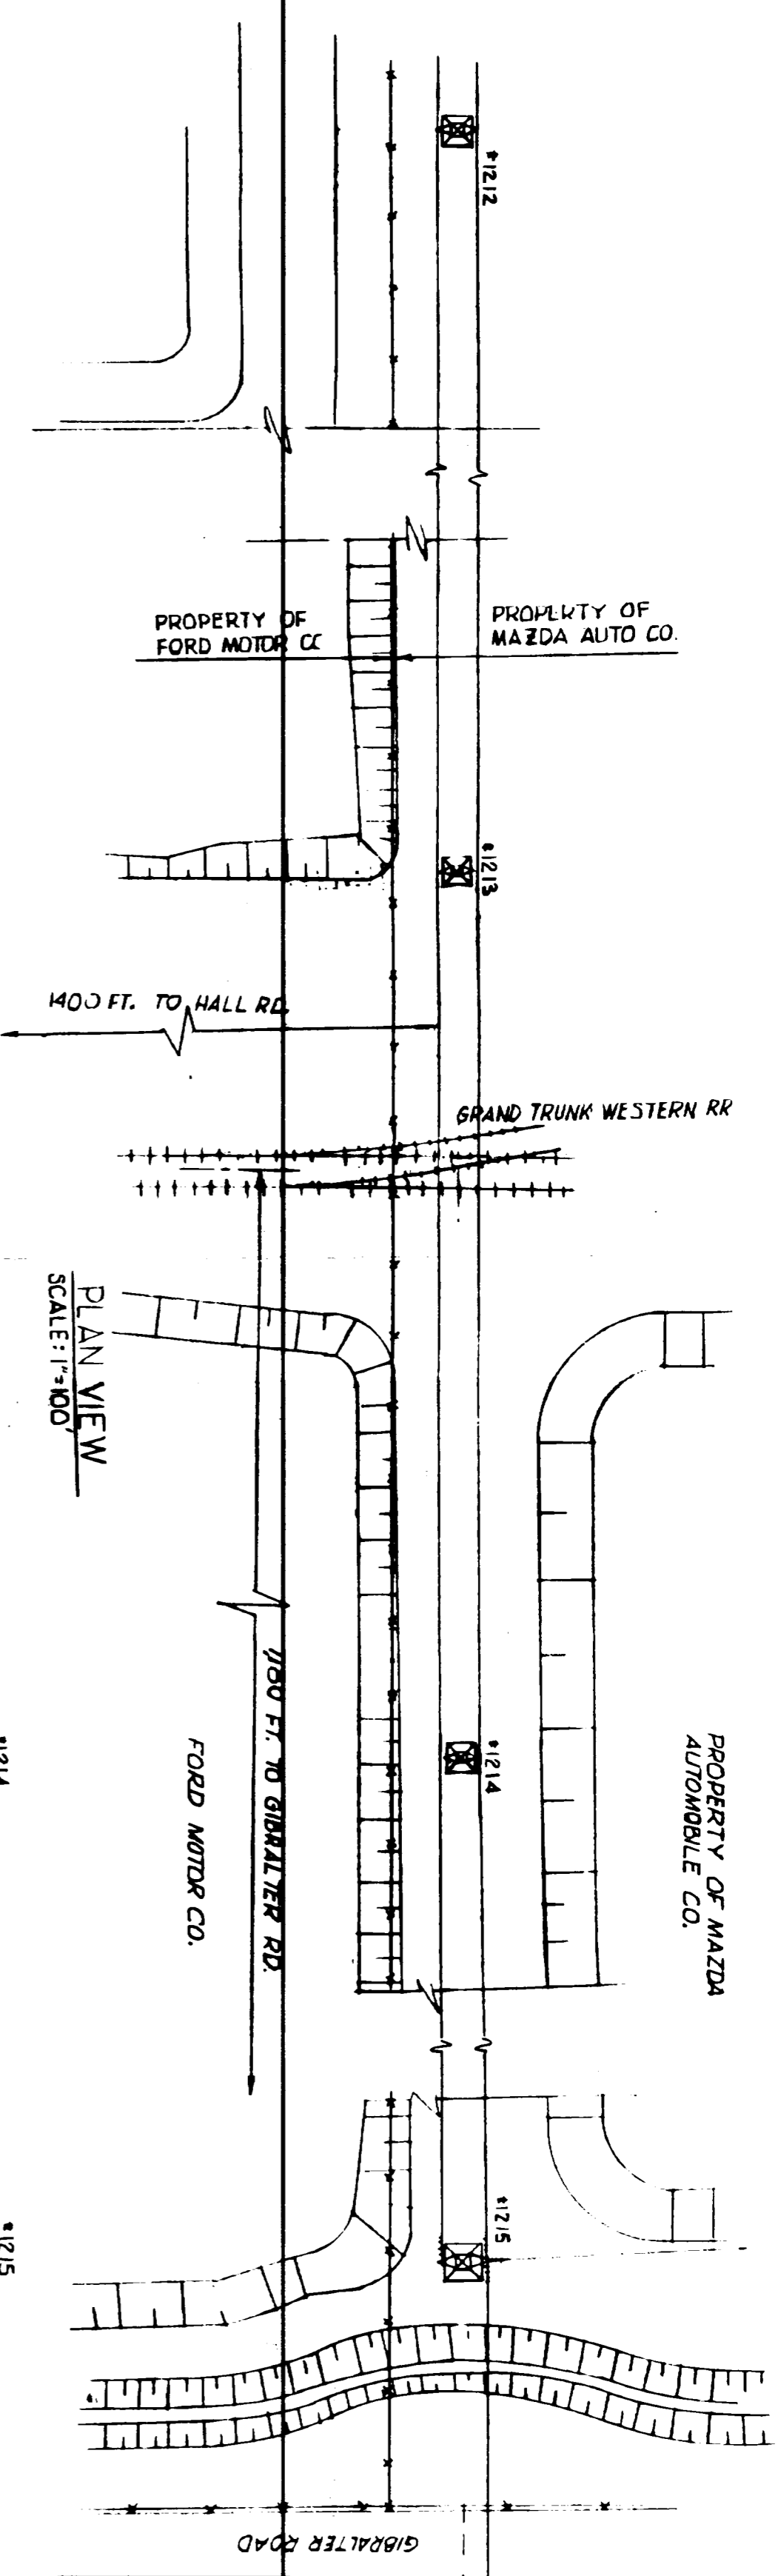 #1212
PROPERTY OF
FORD MOTOR CC
PROPERTY OF
MAZDA AUTO CO.
#1213
1400 FT. TO HALL RD.
GRAND TRUNK WESTERN RR
PLAN VIEW
SCALE: 1"=100'
1,180 FT. TO GIBRALTER RD.
FORD MOTOR CO.
#1214
PROPERTY OF MAZDA
AUTOMOBILE CO.
#1214
#1215
#1215
GIBRALTER ROAD